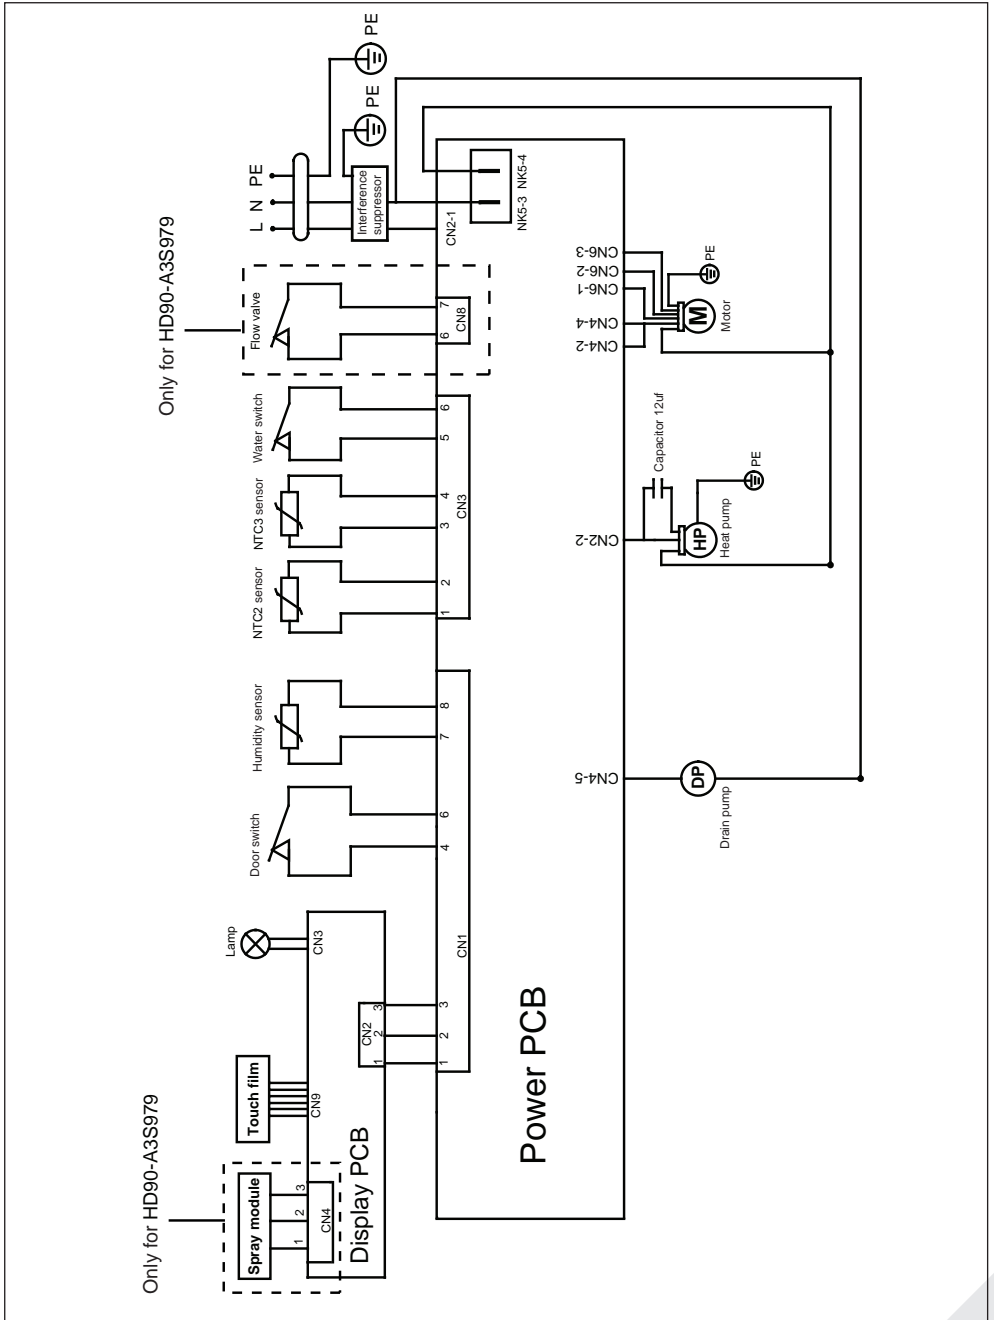 Only for HD90-A3S979
Spray module
1
2
3
CN4
Touch film
CN9
Display PCB
Lamp
CN3
CN2
1
2
3
1
2
3
CN1
Door switch
4
6
Humidity sensor
7
8
NTC2 sensor
1
2
NTC3 sensor
3
4
CN3
Water switch
5
6
Only for HD90-A3S979
Flow valve
6
7
CN8
L N PE
Interference
suppressor
PE
PE
CN2-1
NK5-3 NK5-4
Power PCB
CN4-5
DP
Drain pump
CN2-2
Capacitor 12uf
HP
Heat pump
PE
CN4-2
CN4-4
CN6-1
CN6-2
CN6-3
M
Motor
PE